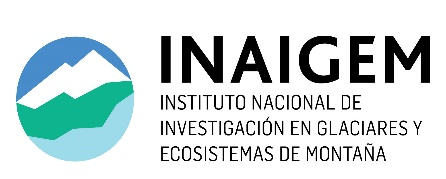 INAIGEM
INSTITUTO NACIONAL DE
INVESTIGACIÓN EN GLACIARES Y
ECOSISTEMAS DE MONTAÑA